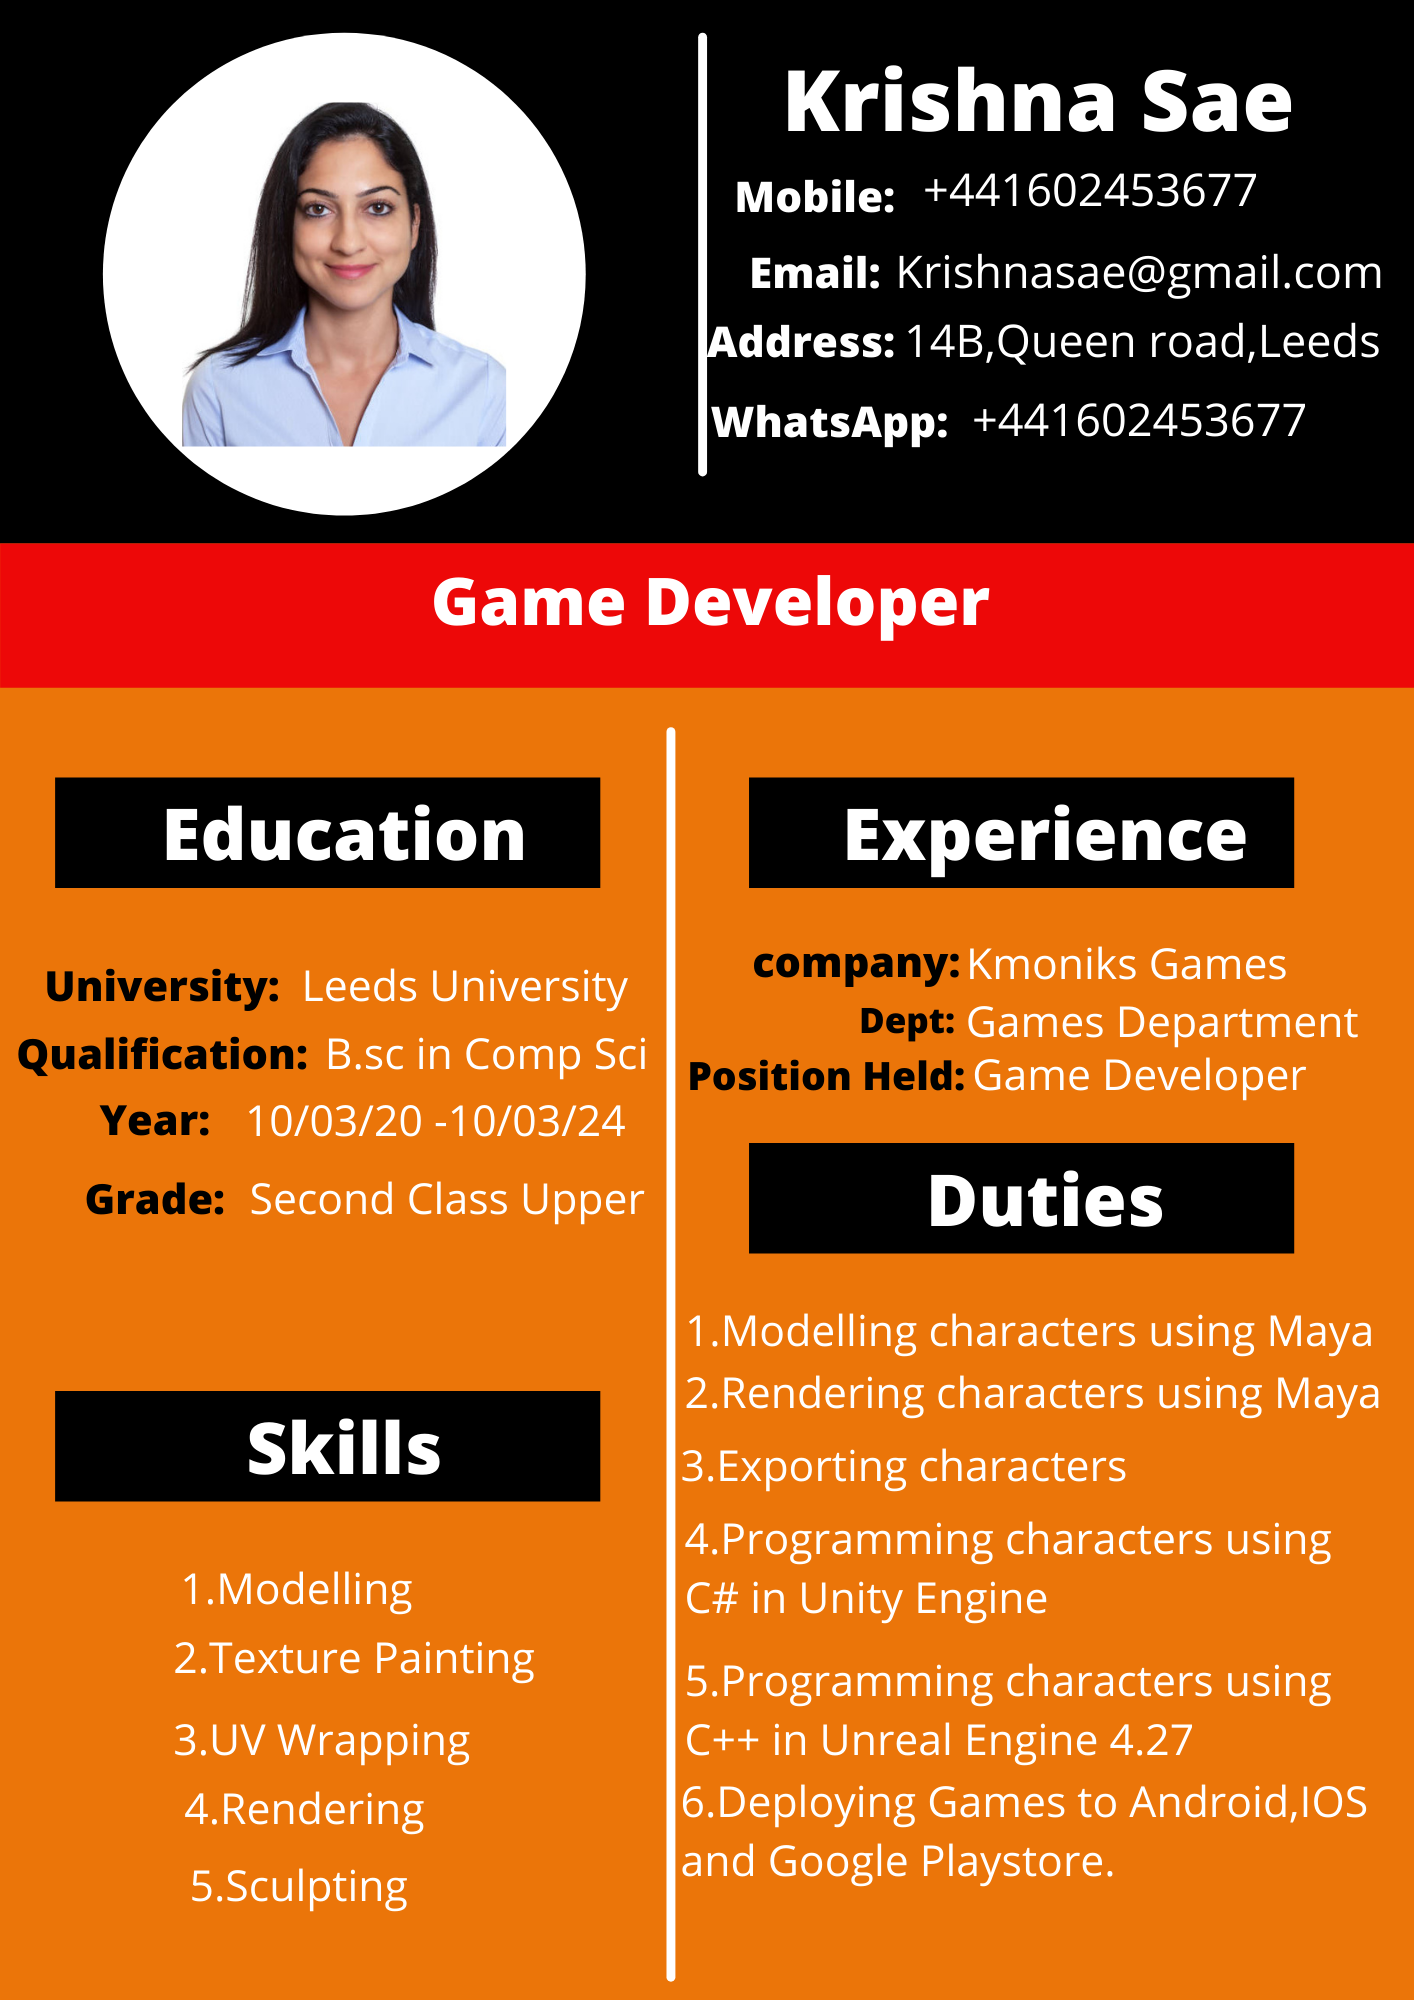 Krishna Sae
Mobile: +441602453677
Email: Krishnasae@gmail.com
Address: 14B,Queen road,Leeds
WhatsApp: +441602453677
Game Developer
Education
University: Leeds University
Qualification: B.sc in Comp Sci
Year: 10/03/20 -10/03/24
Grade: Second Class Upper
Skills
1.Modelling
2.Texture Painting
3.UV Wrapping
4.Rendering
5.Sculpting
Experience
company: Kmoniks Games
Dept: Games Department
Position Held: Game Developer
Duties
1.Modelling characters using Maya
2.Rendering characters using Maya
3.Exporting characters
4.Programming characters using
C# in Unity Engine
5.Programming characters using
C++ in Unreal Engine 4.27
6.Deploying Games to Android,IOS
and Google Playstore.